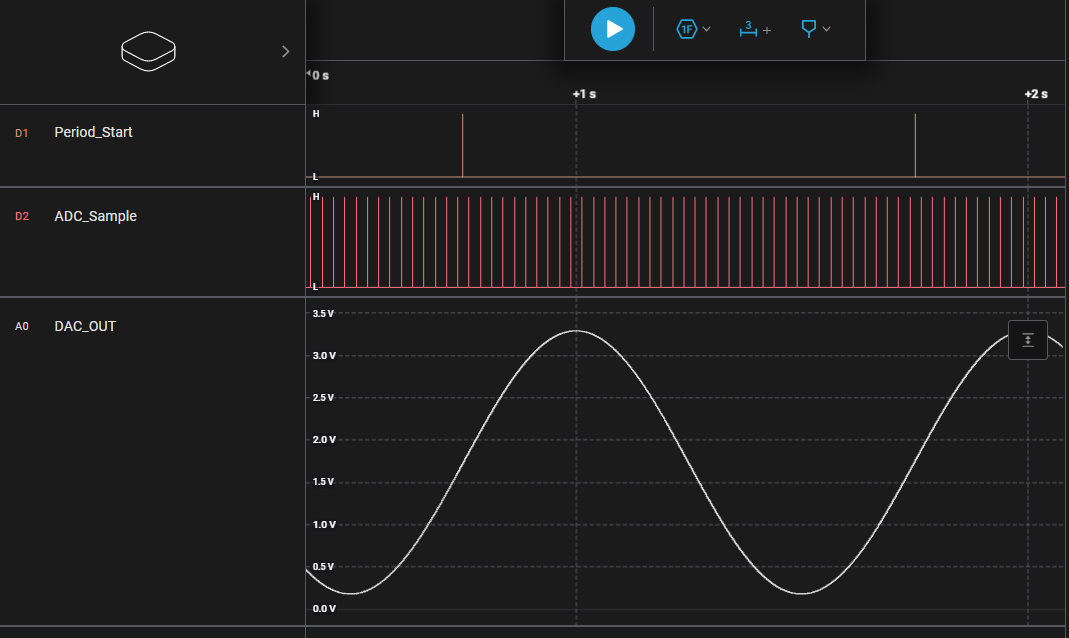 1F
3
+
0 s
+1 s
+2 s
D1 Period_Start
H
L
D2 ADC_Sample
H
L
A0 DAC_OUT
3.5 V
3.0 V
2.5 V
2.0 V
1.5 V
1.0 V
0.5 V
0.0 V